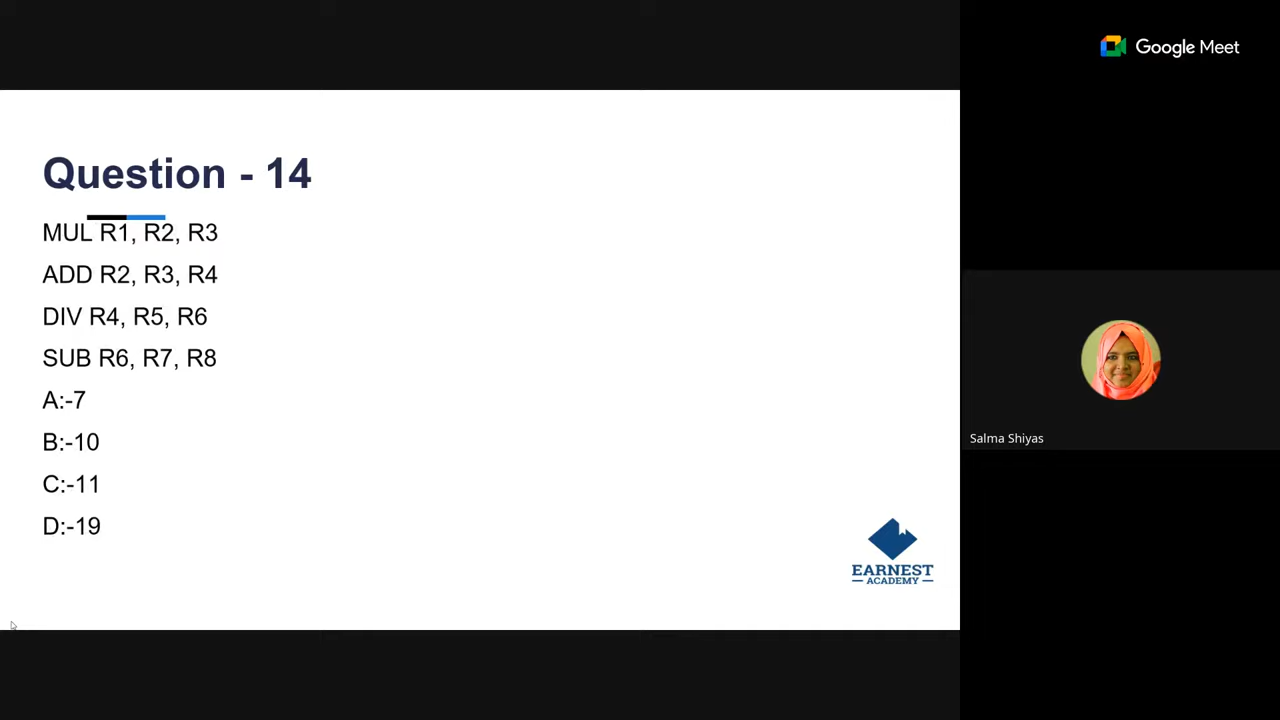 Google Meet
Question - 14
MUL R1, R2, R3
ADD R2, R3, R4
DIV R4, R5, R6
SUB R6, R7, R8
A:-7
B:-10
C:-11
D:-19
EARNEST
ACADEMY
Salma Shiyas